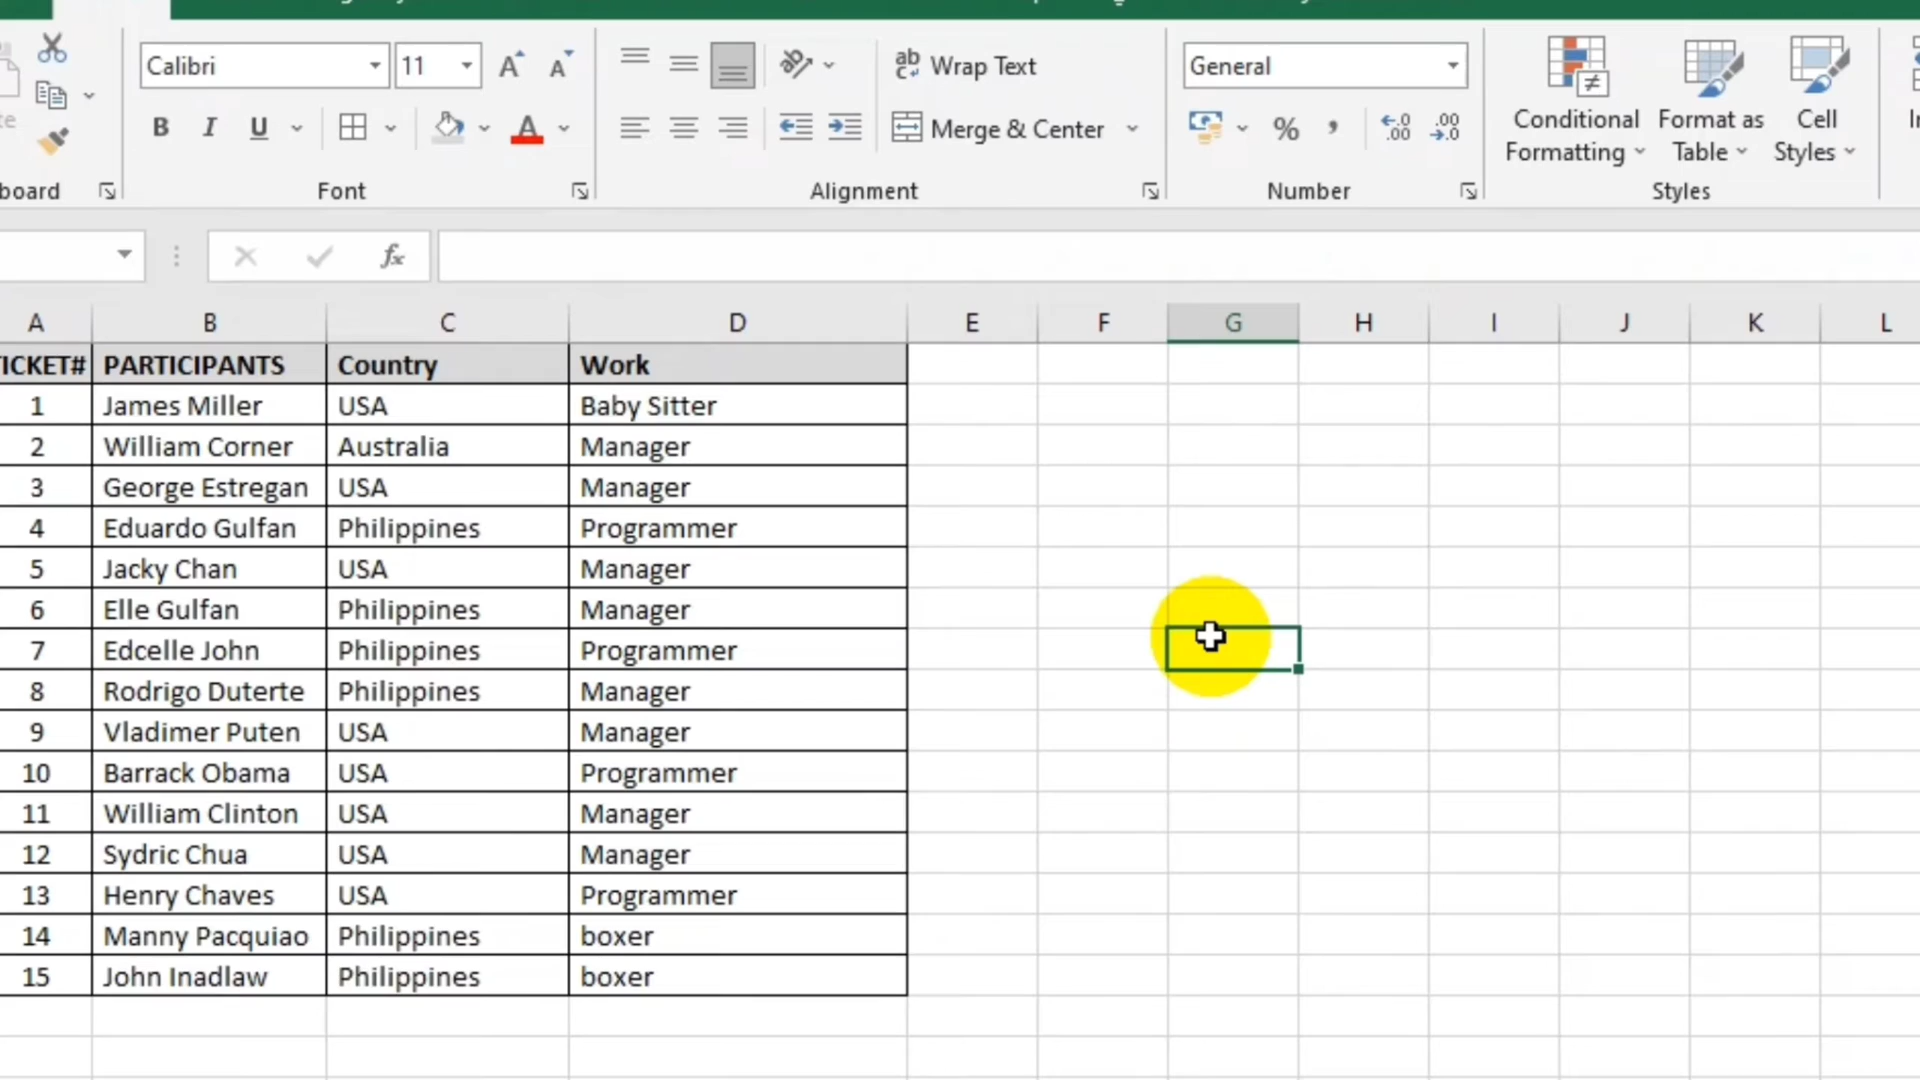 Calibri 11 Wrap Text General
B I U Merge & Center % Conditional Formatting Format as Table Cell Styles
board Font Alignment Number Styles
fx
A B C D E F G H I J K L
TICKET# PARTICIPANTS Country Work
1 James Miller USA Baby Sitter
2 William Corner Australia Manager
3 George Estregan USA Manager
4 Eduardo Gulfan Philippines Programmer
5 Jacky Chan USA Manager
6 Elle Gulfan Philippines Manager
7 Edcelle John Philippines Programmer
8 Rodrigo Duterte Philippines Manager
9 Vladimer Puten USA Manager
10 Barrack Obama USA Programmer
11 William Clinton USA Manager
12 Sydric Chua USA Manager
13 Henry Chaves USA Programmer
14 Manny Pacquiao Philippines boxer
15 John Inadlaw Philippines boxer